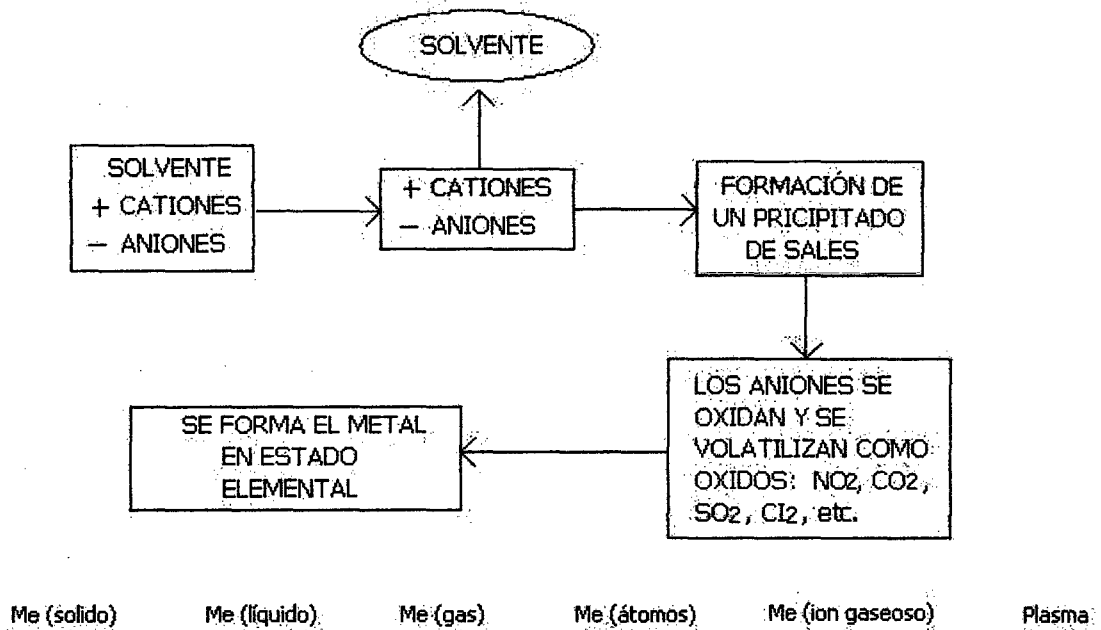 SOLVENTE
SOLVENTE
+ CATIONES
− ANIONES
+ CATIONES
− ANIONES
FORMACIÓN DE
UN PRICIPITADO
DE SALES
LOS ANIONES SE
OXIDAN Y SE
VOLATILIZAN COMO
OXIDOS: NO2, CO2,
SO2, Cl2, etc.
SE FORMA EL METAL
EN ESTADO
ELEMENTAL
Me (solido) Me (líquido) Me (gas) Me (átomos) Me (ion gaseoso) Plasma